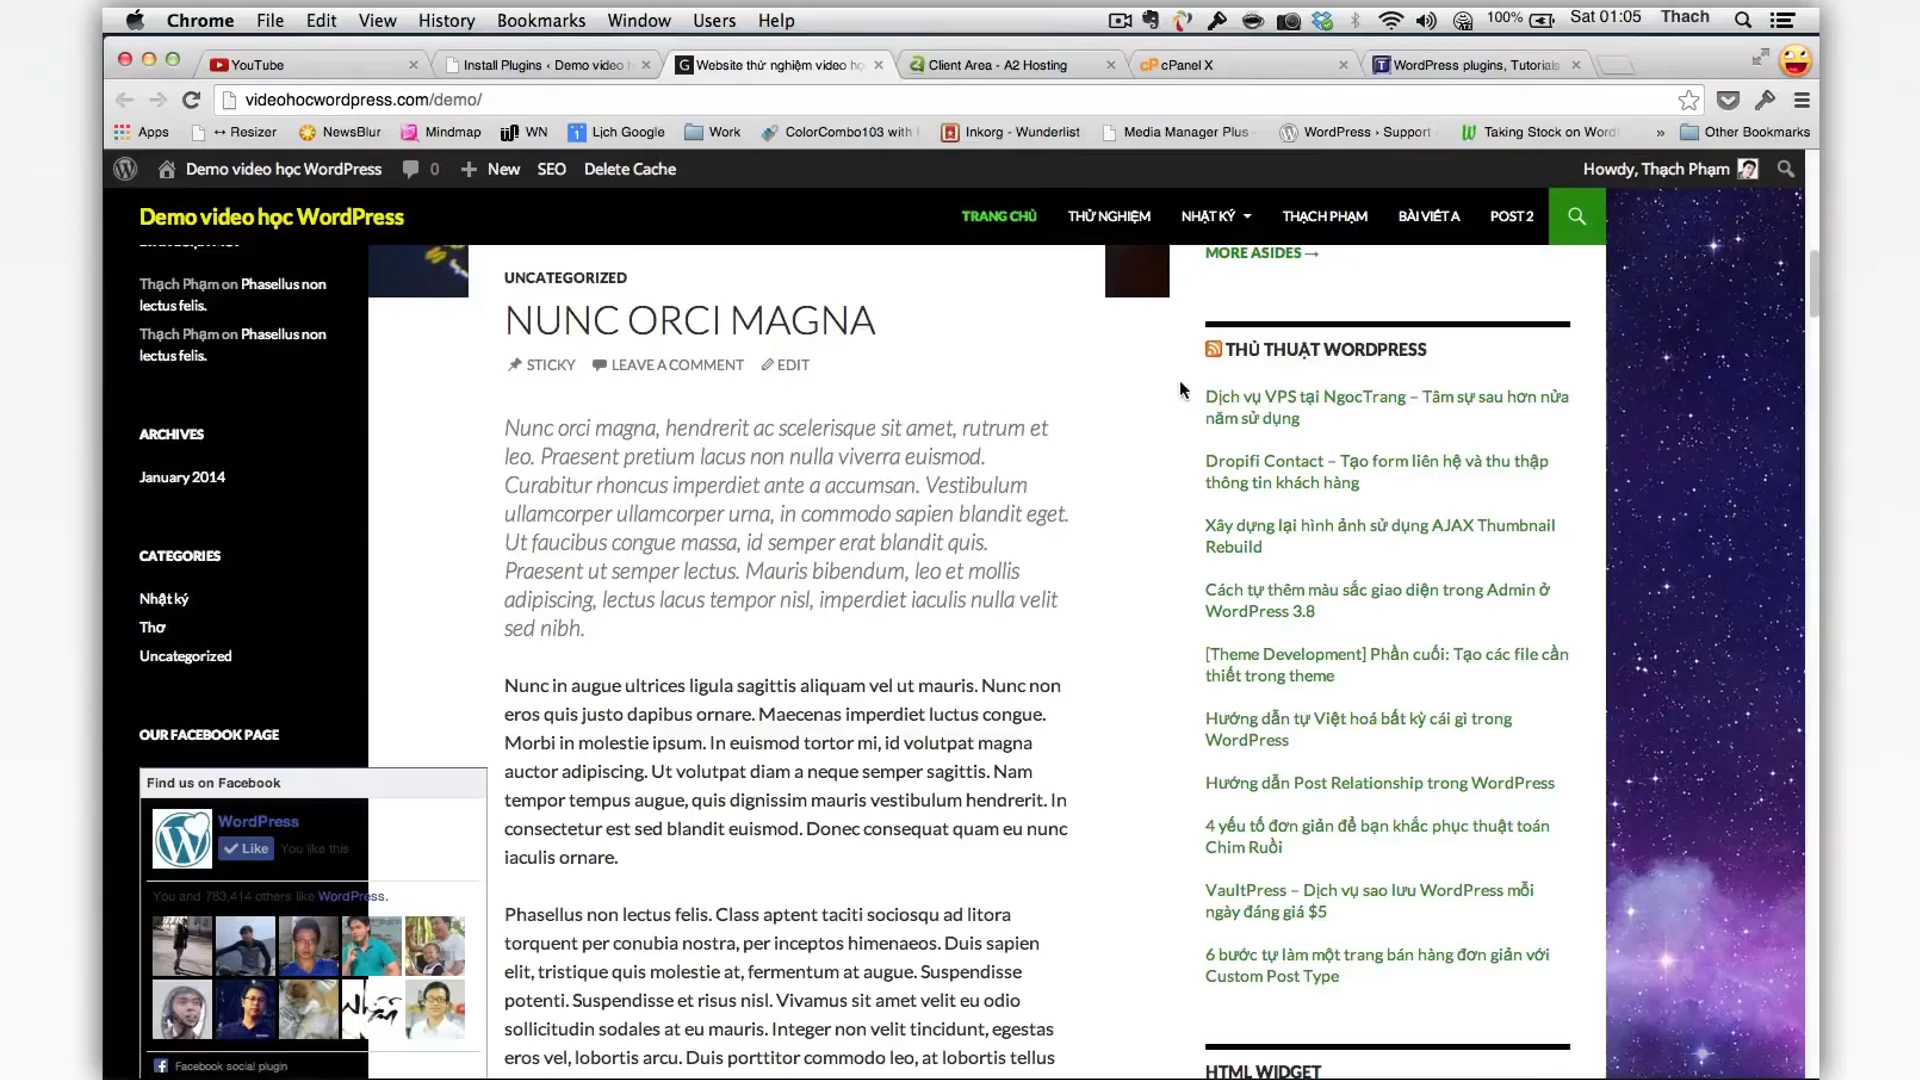 Chrome File Edit View History Bookmarks Window Users Help
100% Sat 01:05 Thach
YouTube
Install Plugins ‹ Demo video h
Website thử nghiệm video họ
Client Area - A2 Hosting
cPanel X
WordPress plugins, Tutorials
videohocwordpress.com/demo/
Apps ↔ Resizer NewsBlur Mindmap WN Lịch Google Work ColorCombo103 with Inkorg - Wunderlist Media Manager Plus WordPress › Support Taking Stock on Word » Other Bookmarks
Demo video học WordPress 0 + New SEO Delete Cache Howdy, Thạch Phạm
Demo video học WordPress
TRANG CHỦ THỬ NGHIỆM NHẬT KÝ THẠCH PHẠM BÀI VIẾT A POST 2
Thạch Phạm on Phasellus non
lectus felis.
Thạch Phạm on Phasellus non
lectus felis.
ARCHIVES
January 2014
CATEGORIES
Nhật ký
Thơ
Uncategorized
OUR FACEBOOK PAGE
Find us on Facebook
WordPress
Like You like this.
You and 783,414 others like WordPress.
Facebook social plugin
UNCATEGORIZED
NUNC ORCI MAGNA
STICKY LEAVE A COMMENT EDIT
Nunc orci magna, hendrerit ac scelerisque sit amet, rutrum et
leo. Praesent pretium lacus non nulla viverra euismod.
Curabitur rhoncus imperdiet ante a accumsan. Vestibulum
ullamcorper ullamcorper urna, in commodo sapien blandit eget.
Ut faucibus congue massa, id semper erat blandit quis.
Praesent ut semper lectus. Mauris bibendum, leo et mollis
adipiscing, lectus lacus tempor nisl, imperdiet iaculis nulla velit
sed nibh.
Nunc in augue ultrices ligula sagittis aliquam vel ut mauris. Nunc non
eros quis justo dapibus ornare. Maecenas imperdiet luctus congue.
Morbi in molestie ipsum. In euismod tortor mi, id volutpat magna
auctor adipiscing. Ut volutpat diam a neque semper sagittis. Nam
tempor tempus augue, quis dignissim mauris vestibulum hendrerit. In
consectetur est sed blandit euismod. Donec consequat quam eu nunc
iaculis ornare.
Phasellus non lectus felis. Class aptent taciti sociosqu ad litora
torquent per conubia nostra, per inceptos himenaeos. Duis sapien
elit, tristique quis molestie at, fermentum at augue. Suspendisse
potenti. Suspendisse et risus nisl. Vivamus sit amet velit eu odio
sollicitudin sodales at eu mauris. Integer non velit tincidunt, egestas
eros vel, lobortis arcu. Duis porttitor commodo leo, at lobortis tellus
MORE ASIDES →
THỦ THUẬT WORDPRESS
Dịch vụ VPS tại NgocTrang – Tâm sự sau hơn nửa
năm sử dụng
Dropifi Contact – Tạo form liên hệ và thu thập
thông tin khách hàng
Xây dựng lại hình ảnh sử dụng AJAX Thumbnail
Rebuild
Cách tự thêm màu sắc giao diện trong Admin ở
WordPress 3.8
[Theme Development] Phần cuối: Tạo các file cần
thiết trong theme
Hướng dẫn tự Việt hoá bất kỳ cái gì trong
WordPress
Hướng dẫn Post Relationship trong WordPress
4 yếu tố đơn giản để bạn khắc phục thuật toán
Chim Ruồi
VaultPress – Dịch vụ sao lưu WordPress mỗi
ngày đáng giá $5
6 bước tự làm một trang bán hàng đơn giản với
Custom Post Type
HTML WIDGET